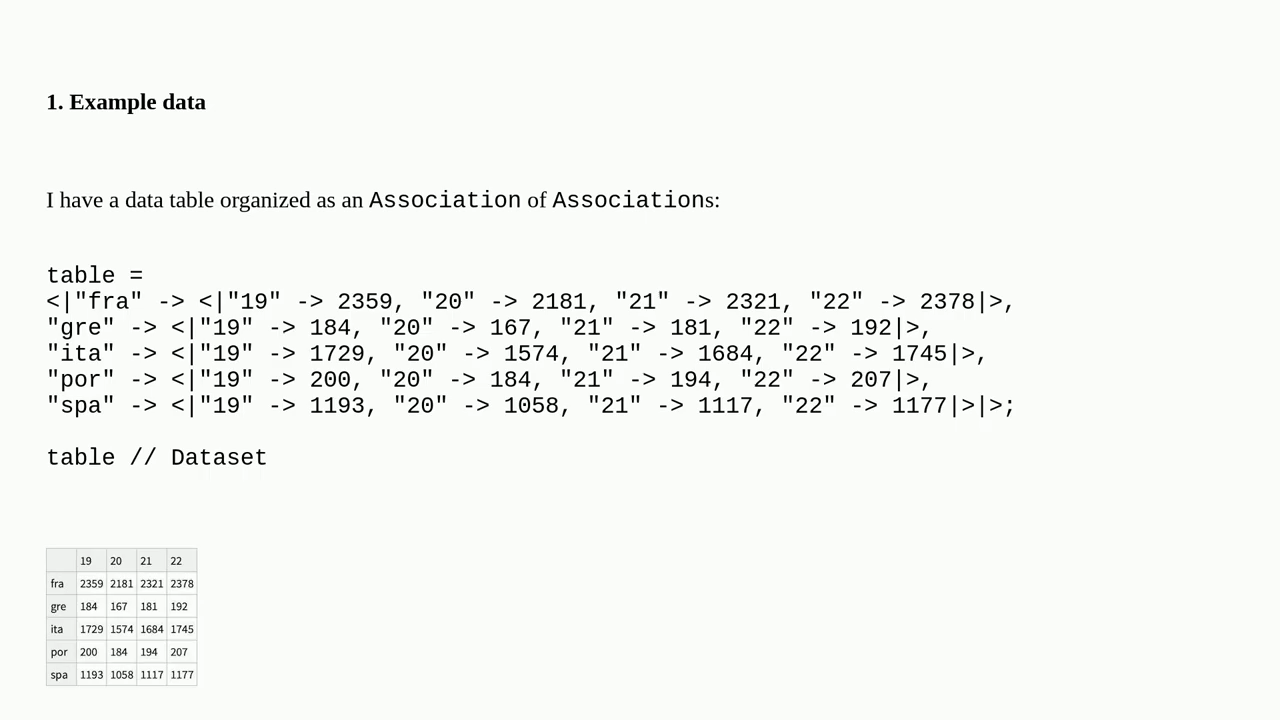 1. Example data
I have a data table organized as an Association of Associations:
table =
<|"fra" -> <|"19" -> 2359, "20" -> 2181, "21" -> 2321, "22" -> 2378|>,
"gre" -> <|"19" -> 184, "20" -> 167, "21" -> 181, "22" -> 192|>,
"ita" -> <|"19" -> 1729, "20" -> 1574, "21" -> 1684, "22" -> 1745|>,
"por" -> <|"19" -> 200, "20" -> 184, "21" -> 194, "22" -> 207|>,
"spa" -> <|"19" -> 1193, "20" -> 1058, "21" -> 1117, "22" -> 1177|>|>;
table // Dataset
19 20 21 22
fra 2359 2181 2321 2378
gre 184 167 181 192
ita 1729 1574 1684 1745
por 200 184 194 207
spa 1193 1058 1117 1177